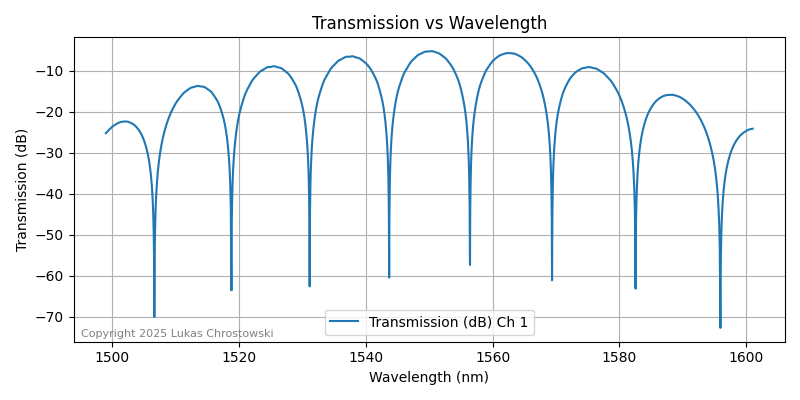 Transmission vs Wavelength
Transmission (dB)
−10
−20
−30
−40
−50
−60
−70
Copyright 2025 Lukas Chrostowski
Transmission (dB) Ch 1
1500 1520 1540 1560 1580 1600
Wavelength (nm)